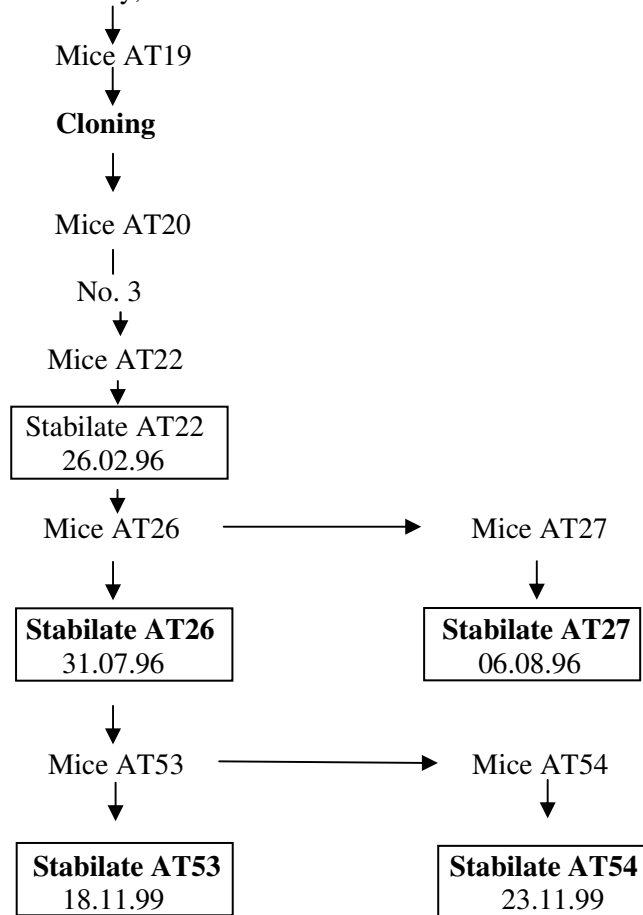 Mice AT19
Cloning
Mice AT20
No. 3
Mice AT22
Stabilate AT22
26.02.96
Mice AT26
Mice AT27
Stabilate AT26
31.07.96
Stabilate AT27
06.08.96
Mice AT53
Mice AT54
Stabilate AT53
18.11.99
Stabilate AT54
23.11.99